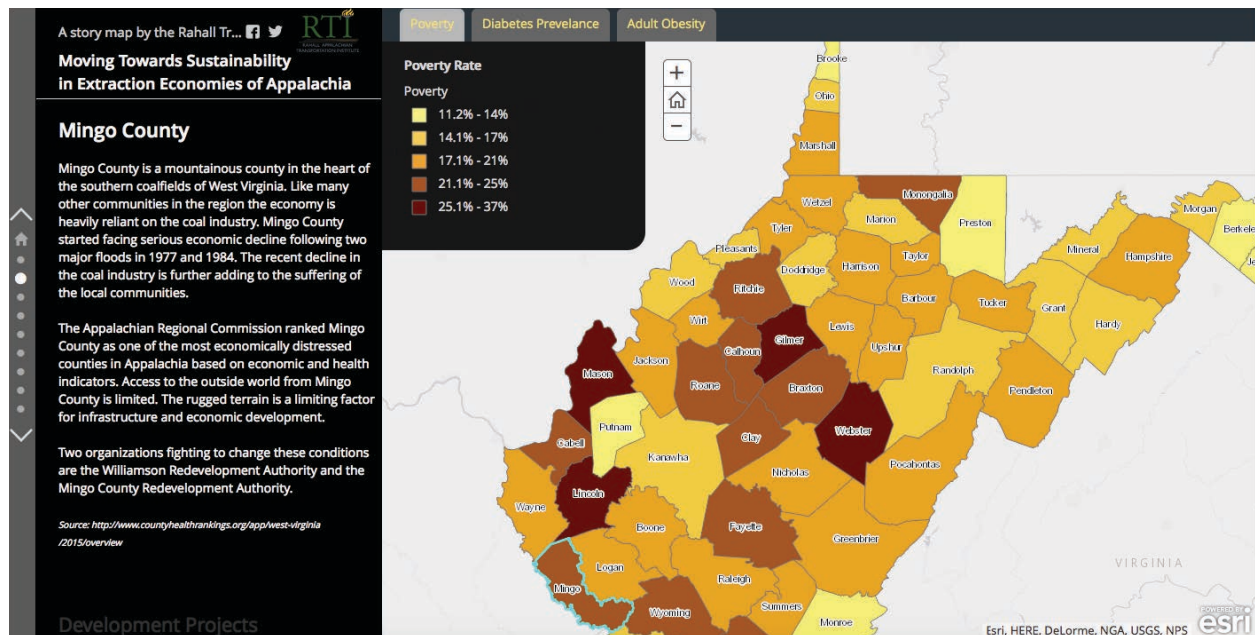 A story map by the Rahall Tr...
RTI
RAHALL APPALACHIAN
TRANSPORTATION INSTITUTE
Moving Towards Sustainability
in Extraction Economies of Appalachia
Mingo County
Mingo County is a mountainous county in the heart of
the southern coalfields of West Virginia. Like many
other communities in the region the economy is
heavily reliant on the coal industry. Mingo County
started facing serious economic decline following two
major floods in 1977 and 1984. The recent decline in
the coal industry is further adding to the suffering of
the local communities.
The Appalachian Regional Commission ranked Mingo
County as one of the most economically distressed
counties in Appalachia based on economic and health
indicators. Access to the outside world from Mingo
County is limited. The rugged terrain is a limiting factor
for infrastructure and economic development.
Two organizations fighting to change these conditions
are the Williamson Redevelopment Authority and the
Mingo County Redevelopment Authority.
Source: http://www.countyhealthrankings.org/app/west-virginia
/2015/overview
Development Projects
Poverty
Diabetes Prevelance
Adult Obesity
Poverty Rate
Poverty
11.2% - 14%
14.1% - 17%
17.1% - 21%
21.1% - 25%
25.1% - 37%
+
−
Brooke
Ohio
Marshall
Wetzel
Monongalia
Marion
Preston
Morgan
Berkele
Je
Tyler
Pleasants
Doddridge
Harrison
Taylor
Mineral
Hampshire
Wood
Ritchie
Barbour
Tucker
Grant
Hardy
Wirt
Lewis
Upshur
Gilmer
Calhoun
Jackson
Randolph
Mason
Roane
Braxton
Pendleton
Putnam
Cabell
Clay
Webster
Kanawha
Pocahontas
Nicholas
Lincoln
Wayne
Boone
Fayette
Greenbrier
Logan
Mingo
Raleigh
Wyoming
Summers
Monroe
VIRGINIA
POWERED BY
esri
Esri, HERE, DeLorme, NGA, USGS, NPS